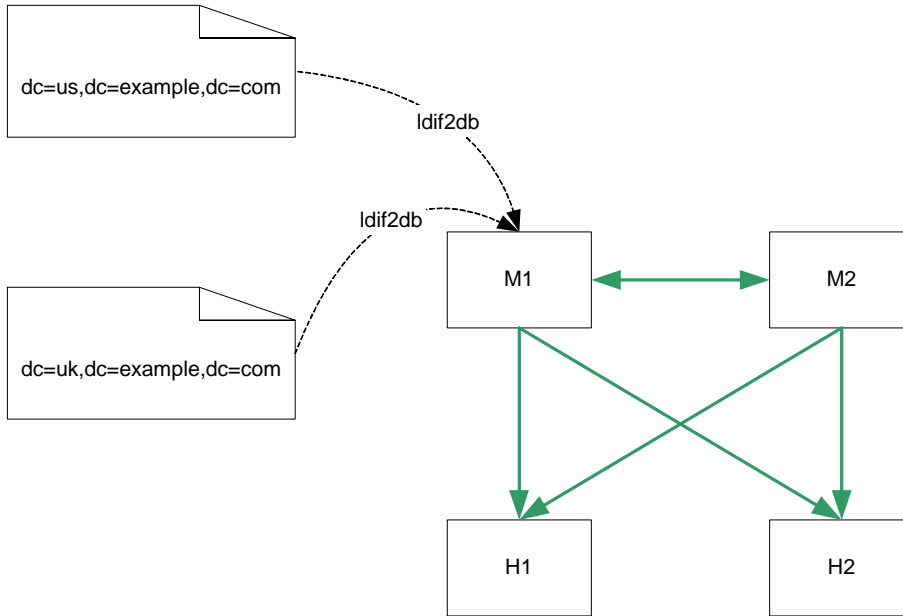 dc=us,dc=example,dc=com
ldif2db
ldif2db
dc=uk,dc=example,dc=com
M1
M2
H1
H2